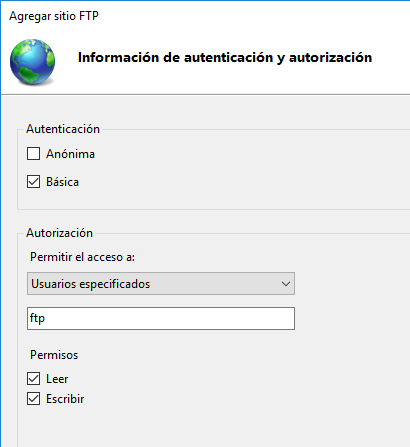 Agregar sitio FTP
Información de autenticación y autorización
Autenticación
Anónima
Básica
Autorización
Permitir el acceso a:
Usuarios especificados
ftp
Permisos
Leer
Escribir